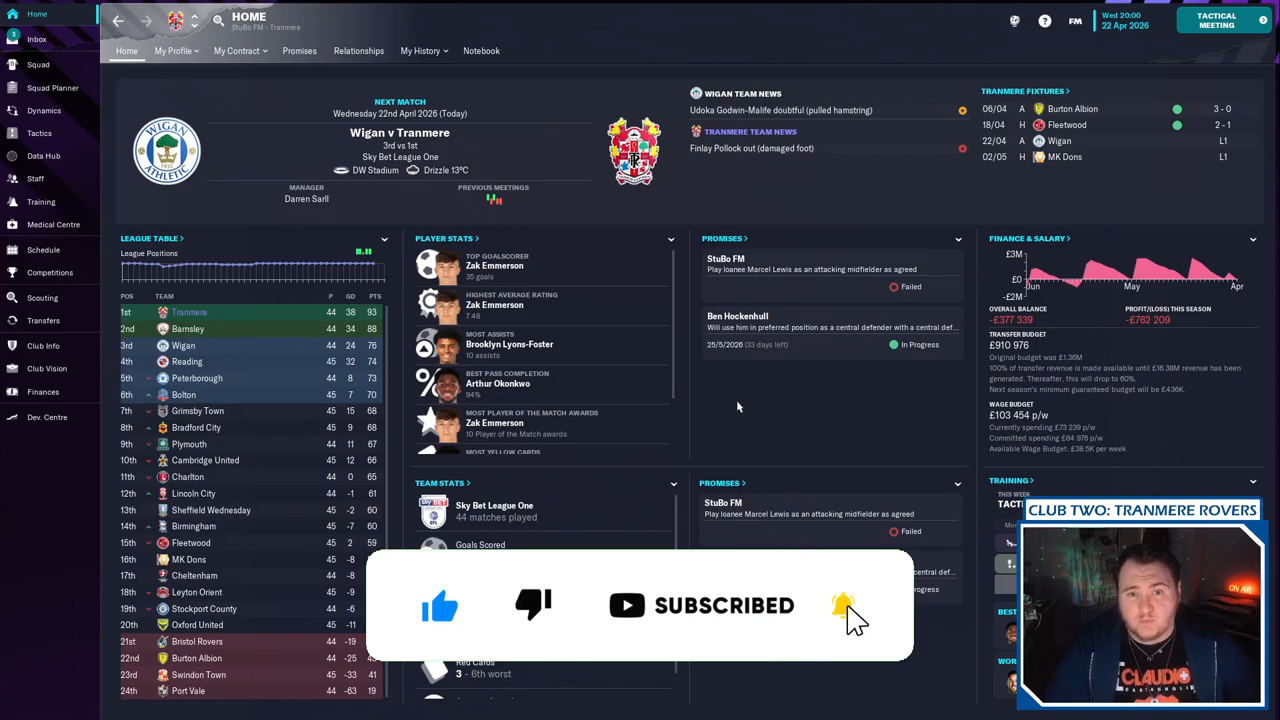 Home
3
Inbox
Squad
Squad Planner
Dynamics
Tactics
Data Hub
Staff
Training
Medical Centre
Schedule
Competitions
Scouting
Transfers
Club Info
Club Vision
Finances
Dev. Centre
HOME
StuBo FM - Tranmere
FM
Wed 20:00
22 Apr 2026
TACTICAL
MEETING
Home
My Profile
My Contract
Promises
Relationships
My History
Notebook
NEXT MATCH
Wednesday 22nd April 2026 (Today)
Wigan v Tranmere
3rd vs 1st
Sky Bet League One
DW Stadium
Drizzle 13°C
MANAGER
Darren Sarll
PREVIOUS MEETINGS
WIGAN TEAM NEWS
Udoka Godwin-Malife doubtful (pulled hamstring)
TRANMERE TEAM NEWS
Finlay Pollock out (damaged foot)
TRANMERE FIXTURES
06/04 A Burton Albion 3 - 0
18/04 H Fleetwood 2 - 1
22/04 A Wigan L1
02/05 H MK Dons L1
LEAGUE TABLE
League Positions
POS TEAM P GD PTS
1st Tranmere 44 38 93
2nd Barnsley 44 34 88
3rd Wigan 44 24 76
4th Reading 44 32 74
5th Peterborough 44 8 73
6th Bolton 44 7 70
7th Grimsby Town 44 15 68
8th Bradford City 45 9 68
9th Plymouth 44 11 67
10th Cambridge United 44 12 66
11th Charlton 44 0 65
12th Lincoln City 44 -1 61
13th Sheffield Wednesday 45 -2 60
14th Birmingham 45 -7 60
15th Fleetwood 45 2 59
16th MK Dons 44 -8
17th Cheltenham 44 -9
18th Leyton Orient 44 -9
19th Stockport County 44 -8
20th Oxford United 44
21st Bristol Rovers 44 -19
22nd Burton Albion 44 -25
23rd Swindon Town 45 -33 41
24th Port Vale 44 -63 19
PLAYER STATS
TOP GOALSCORER
Zak Emmerson
35 goals
HIGHEST AVERAGE RATING
Zak Emmerson
7.48
MOST ASSISTS
Brooklyn Lyons-Foster
10 assists
BEST PASS COMPLETION
Arthur Okonkwo
94%
MOST PLAYER OF THE MATCH AWARDS
Zak Emmerson
10 Player of the Match awards
MOST YELLOW CARDS
TEAM STATS
Sky Bet League One
44 matches played
Goals Scored
Red Cards
3 - 6th worst
PROMISES
StuBo FM
Play loanee Marcel Lewis as an attacking midfielder as agreed
Failed
Ben Hockenhull
Will use him in preferred position as a central defender with a central def...
25/5/2026 (33 days left)
In Progress
PROMISES
StuBo FM
Play loanee Marcel Lewis as an attacking midfielder as agreed
Failed
central def...
rogress
FINANCE & SALARY
£3M
£0
-£2M
Jun May Apr
OVERALL BALANCE
-£377 339
PROFIT/(LOSS) THIS SEASON
-£762 209
TRANSFER BUDGET
£910 976
Original budget was £1.36M
100% of transfer revenue is made available until £16.38M revenue has been
generated. Thereafter, this will drop to 60%.
Next season's minimum guaranteed budget will be £436K.
WAGE BUDGET
£103 454 p/w
Currently spending £73 239 p/w
Committed spending £64 976 p/w
Available Wage Budget: £38.5K per week
TRAINING
THIS WEEK
CLUB TWO: TRANMERE ROVERS
ON AIR
CLAUDIO
SUBSCRIBED